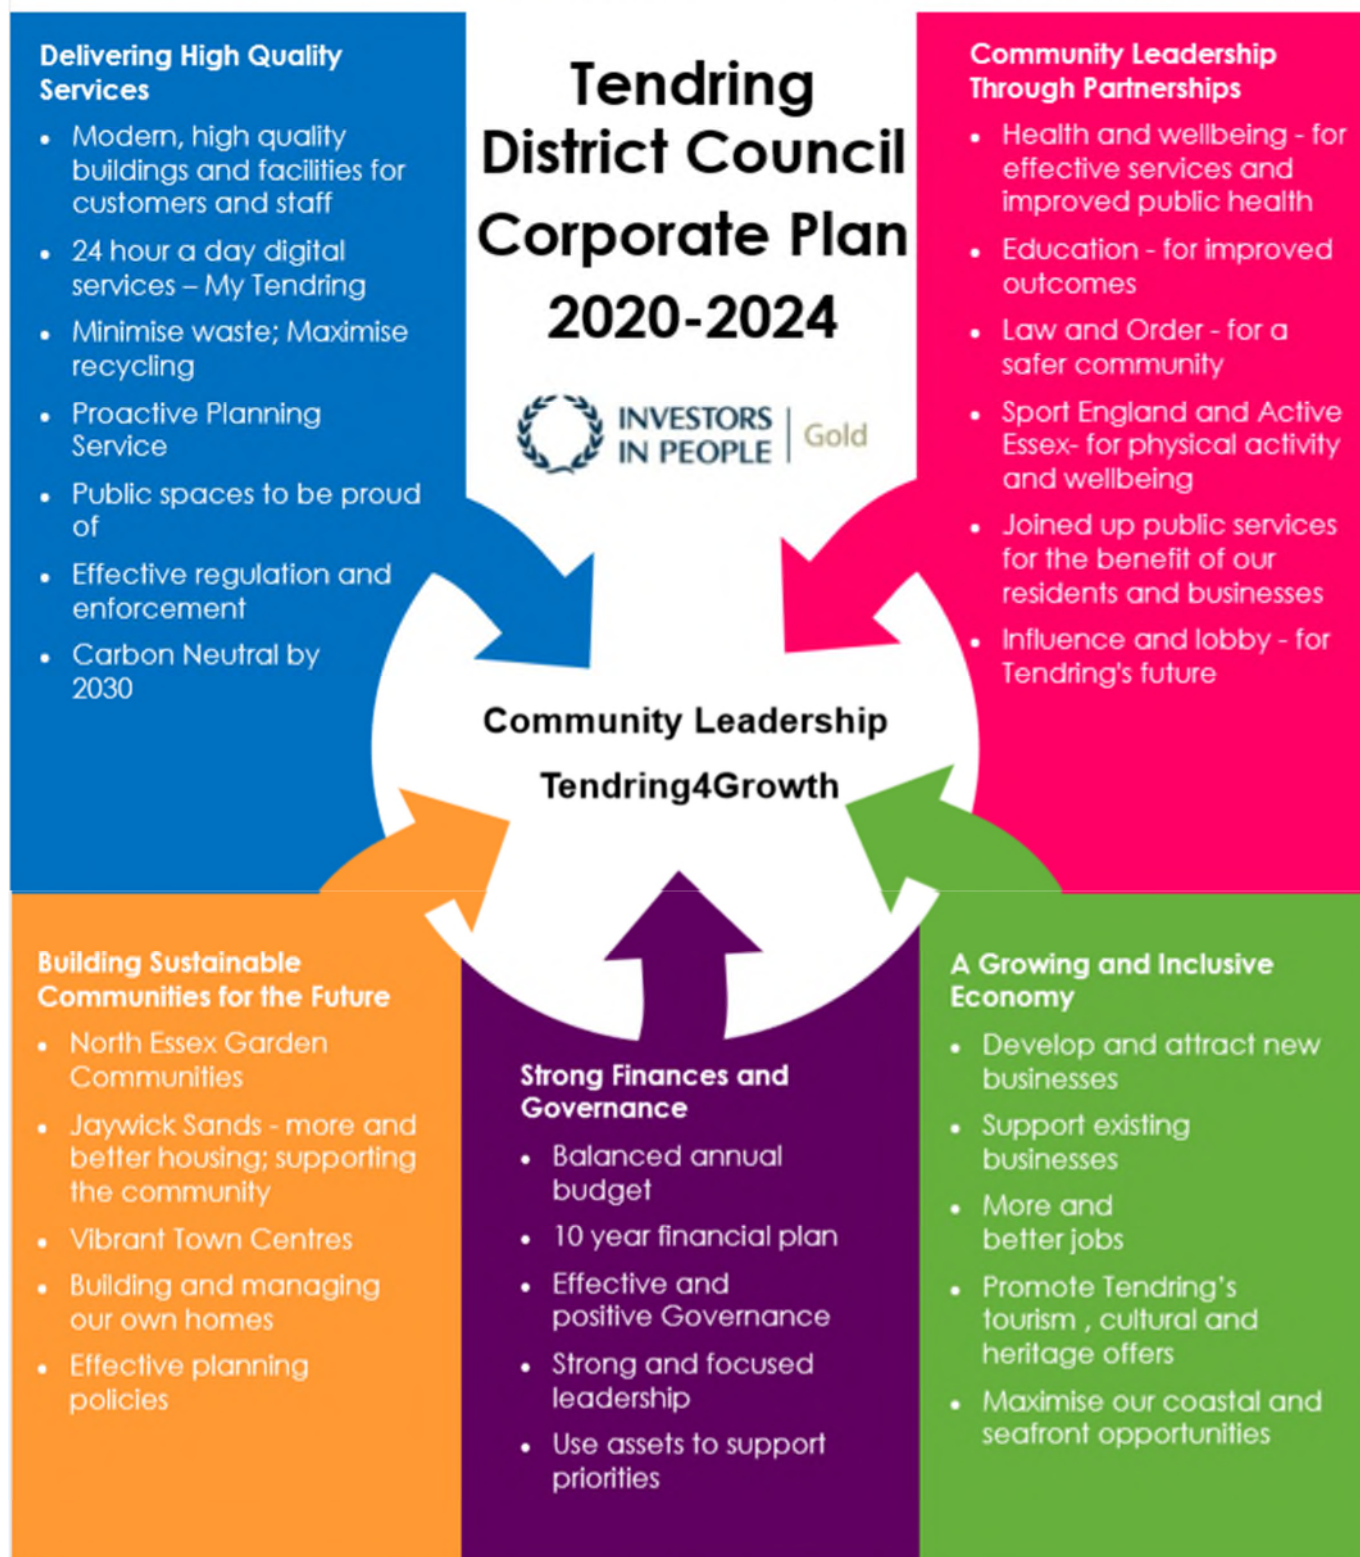 Delivering High Quality
Services
• Modern, high quality
buildings and facilities for
customers and staff
• 24 hour a day digital
services – My Tendring
• Minimise waste; Maximise
recycling
• Proactive Planning
Service
• Public spaces to be proud
of
• Effective regulation and
enforcement
• Carbon Neutral by
2030
Tendring
District Council
Corporate Plan
2020-2024
INVESTORS
IN PEOPLE
Gold
Community Leadership
Through Partnerships
• Health and wellbeing - for
effective services and
improved public health
• Education - for improved
outcomes
• Law and Order - for a
safer community
• Sport England and Active
Essex- for physical activity
and wellbeing
• Joined up public services
for the benefit of our
residents and businesses
• Influence and lobby - for
Tendring's future
Community Leadership
Tendring4Growth
Building Sustainable
Communities for the Future
• North Essex Garden
Communities
• Jaywick Sands - more and
better housing; supporting
the community
• Vibrant Town Centres
• Building and managing
our own homes
• Effective planning
policies
Strong Finances and
Governance
• Balanced annual
budget
• 10 year financial plan
• Effective and
positive Governance
• Strong and focused
leadership
• Use assets to support
priorities
A Growing and Inclusive
Economy
• Develop and attract new
businesses
• Support existing
businesses
• More and
better jobs
• Promote Tendring’s
tourism , cultural and
heritage offers
• Maximise our coastal and
seafront opportunities